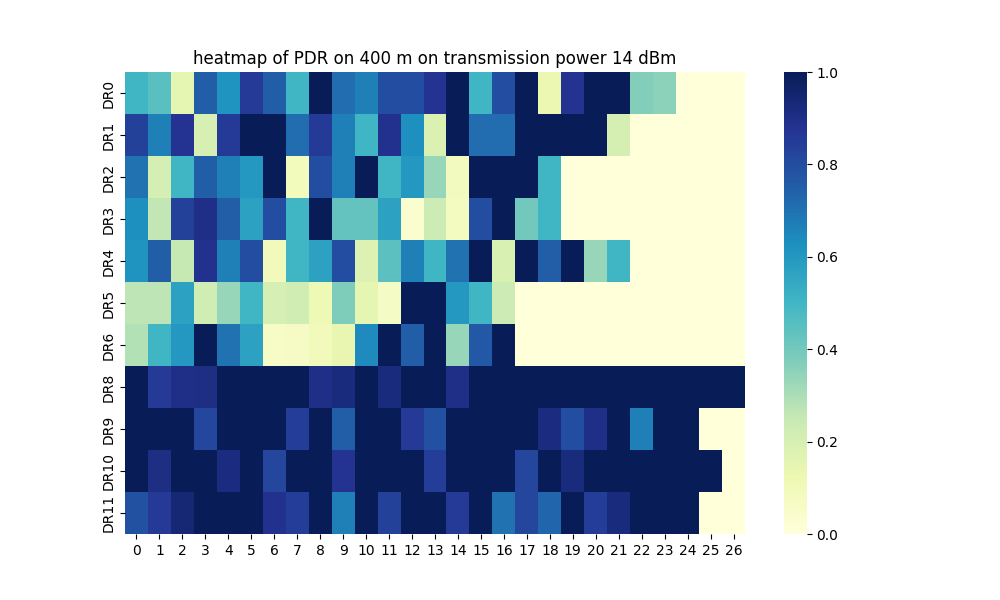 heatmap of PDR on 400 m on transmission power 14 dBm
DR0
DR1
DR2
DR3
DR4
DR5
DR6
DR8
DR9
DR10
DR11
0 1 2 3 4 5 6 7 8 9 10 11 12 13 14 15 16 17 18 19 20 21 22 23 24 25 26
1.0
0.8
0.6
0.4
0.2
0.0